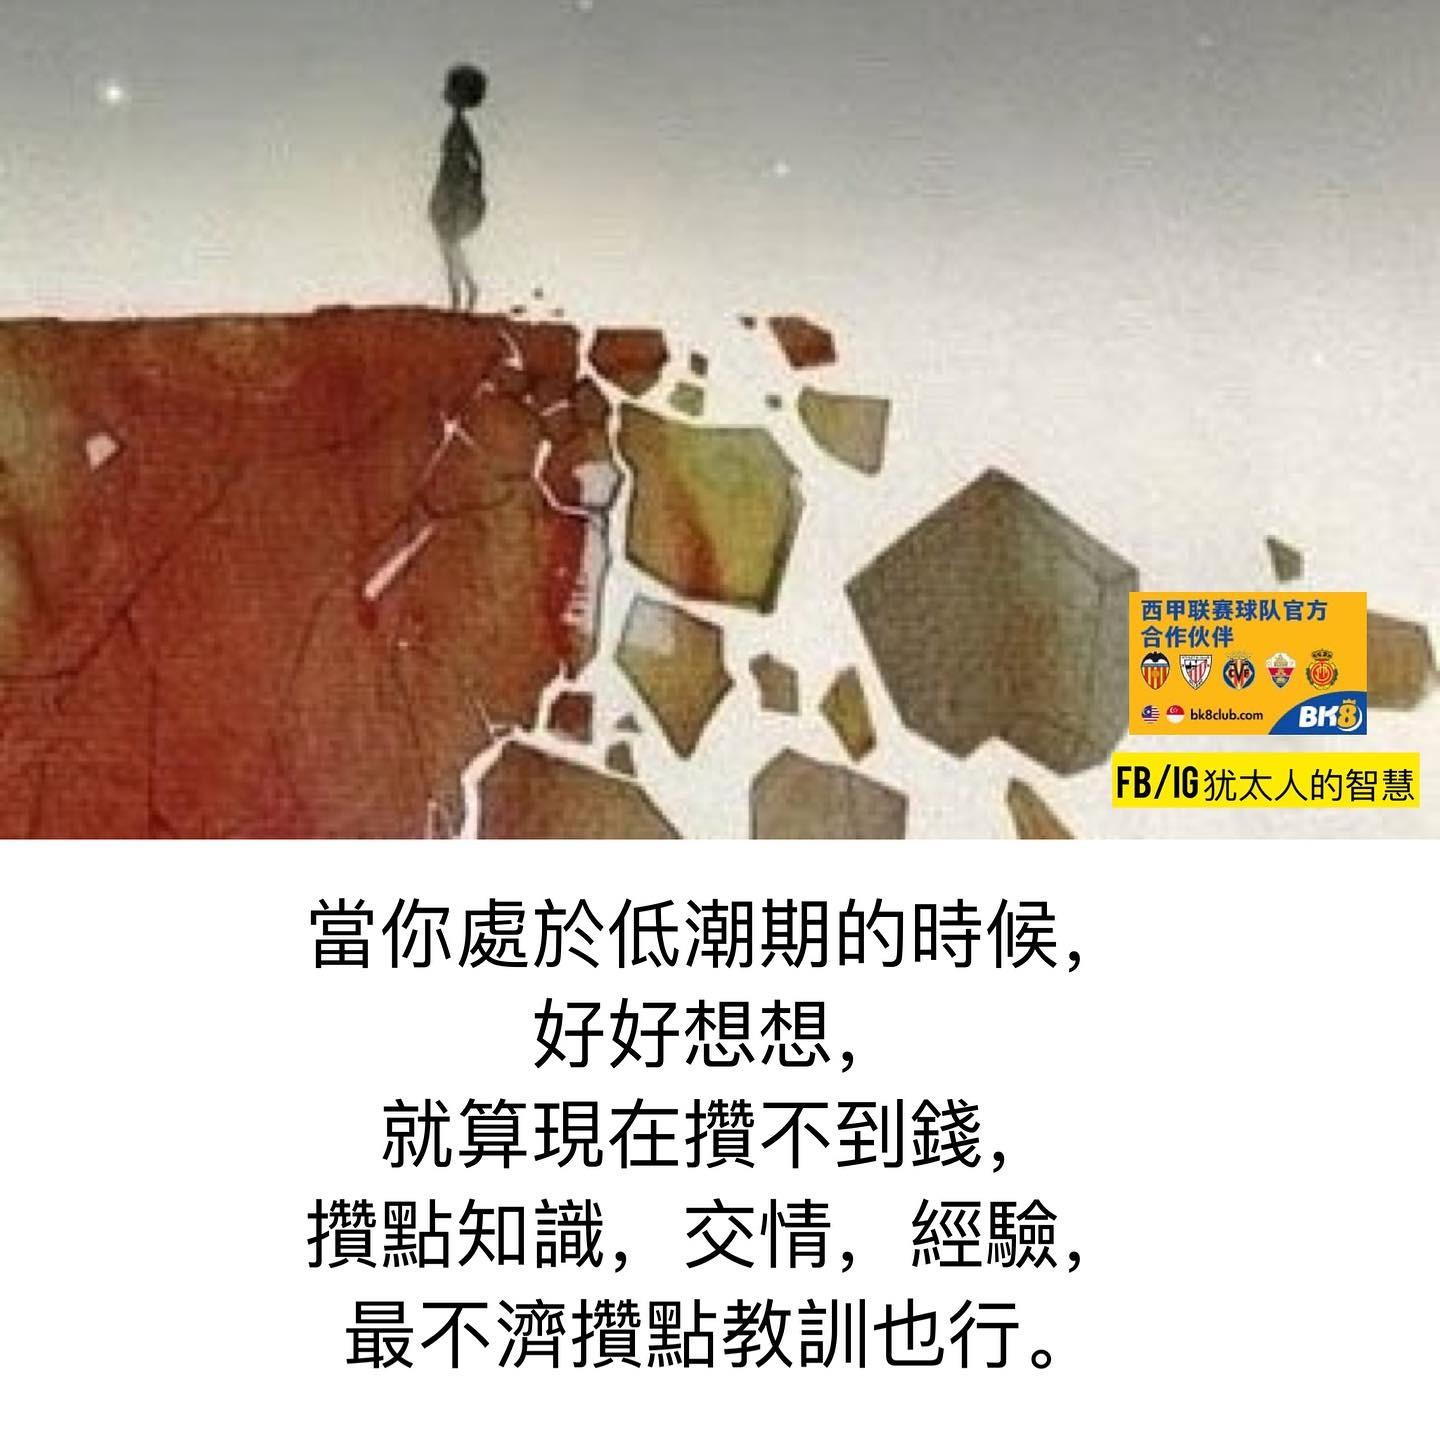 西甲联赛球队官方
合作伙伴
bk8club.com
BK8
FB/IG犹太人的智慧
當你處於低潮期的時候，
好好想想，
就算現在攢不到錢，
攢點知識，交情，經驗，
最不濟攢點教訓也行。